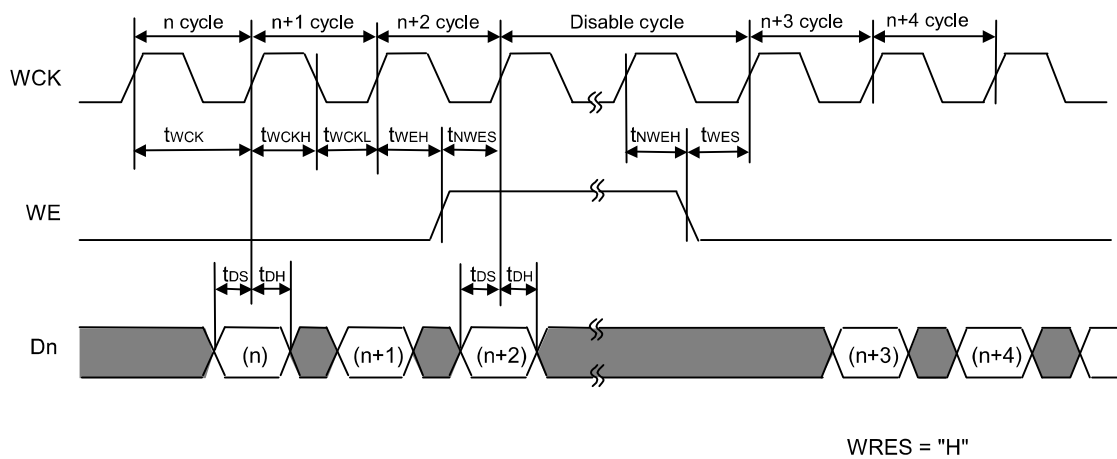 n cycle n+1 cycle n+2 cycle Disable cycle n+3 cycle n+4 cycle
WCK
tWCK tWCKH tWCKL tWEH tNWES tNWEH tWES
WE
tDS tDH tDS tDH
Dn (n) (n+1) (n+2) (n+3) (n+4)
WRES = "H"